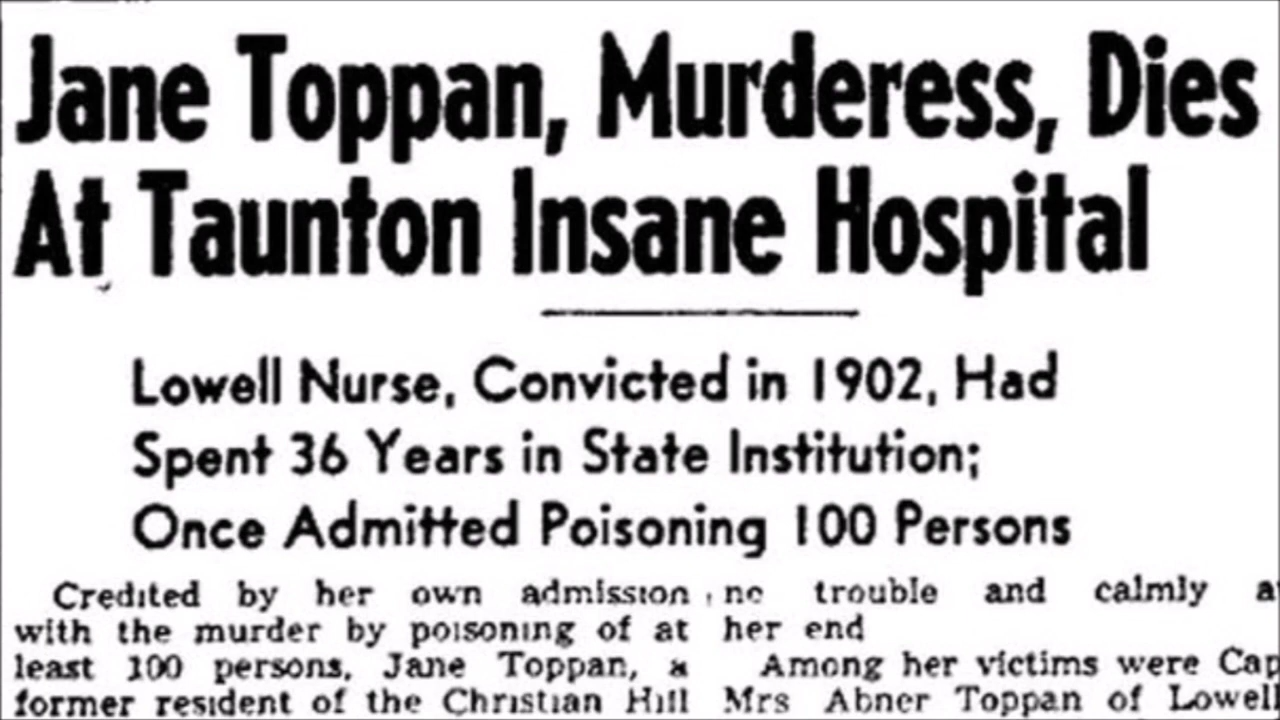 Jane Toppan, Murderess, Dies
At Taunton Insane Hospital
Lowell Nurse, Convicted in 1902, Had
Spent 36 Years in State Institution;
Once Admitted Poisoning 100 Persons
Credited by her own admission
with the murder by poisoning of at
least 100 persons, Jane Toppan, a
former resident of the Christian Hill
no trouble and calmly
her end
Among her victims were Cap
Mrs Abner Toppan of Lowell